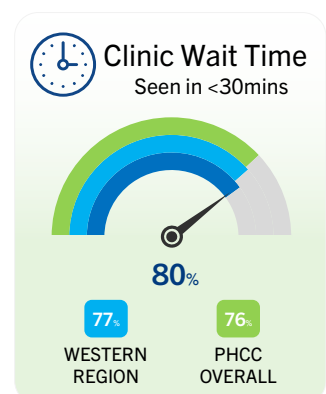 Clinic Wait Time
Seen in <30mins
80%
77%
76%
WESTERN
REGION
PHCC
OVERALL